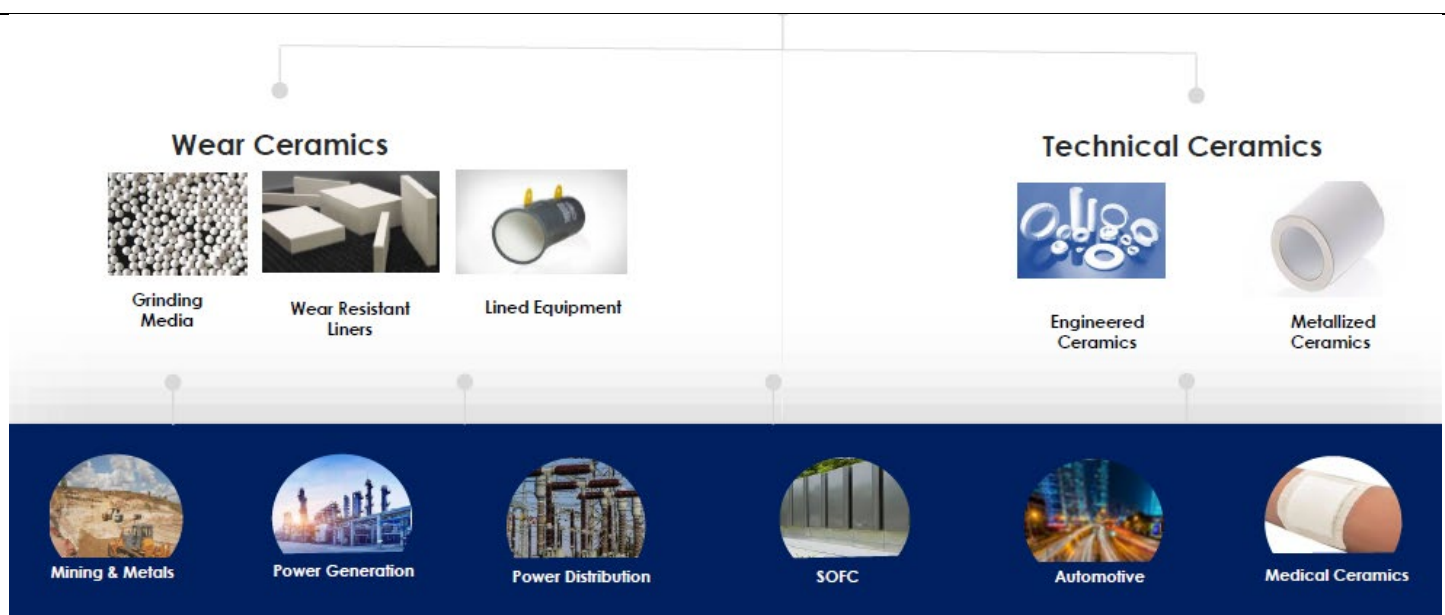 Wear Ceramics
Technical Ceramics
Grinding
Media
Wear Resistant
Liners
Lined Equipment
Engineered
Ceramics
Metallized
Ceramics
Mining & Metals
Power Generation
Power Distribution
SOFC
Automotive
Medical Ceramics